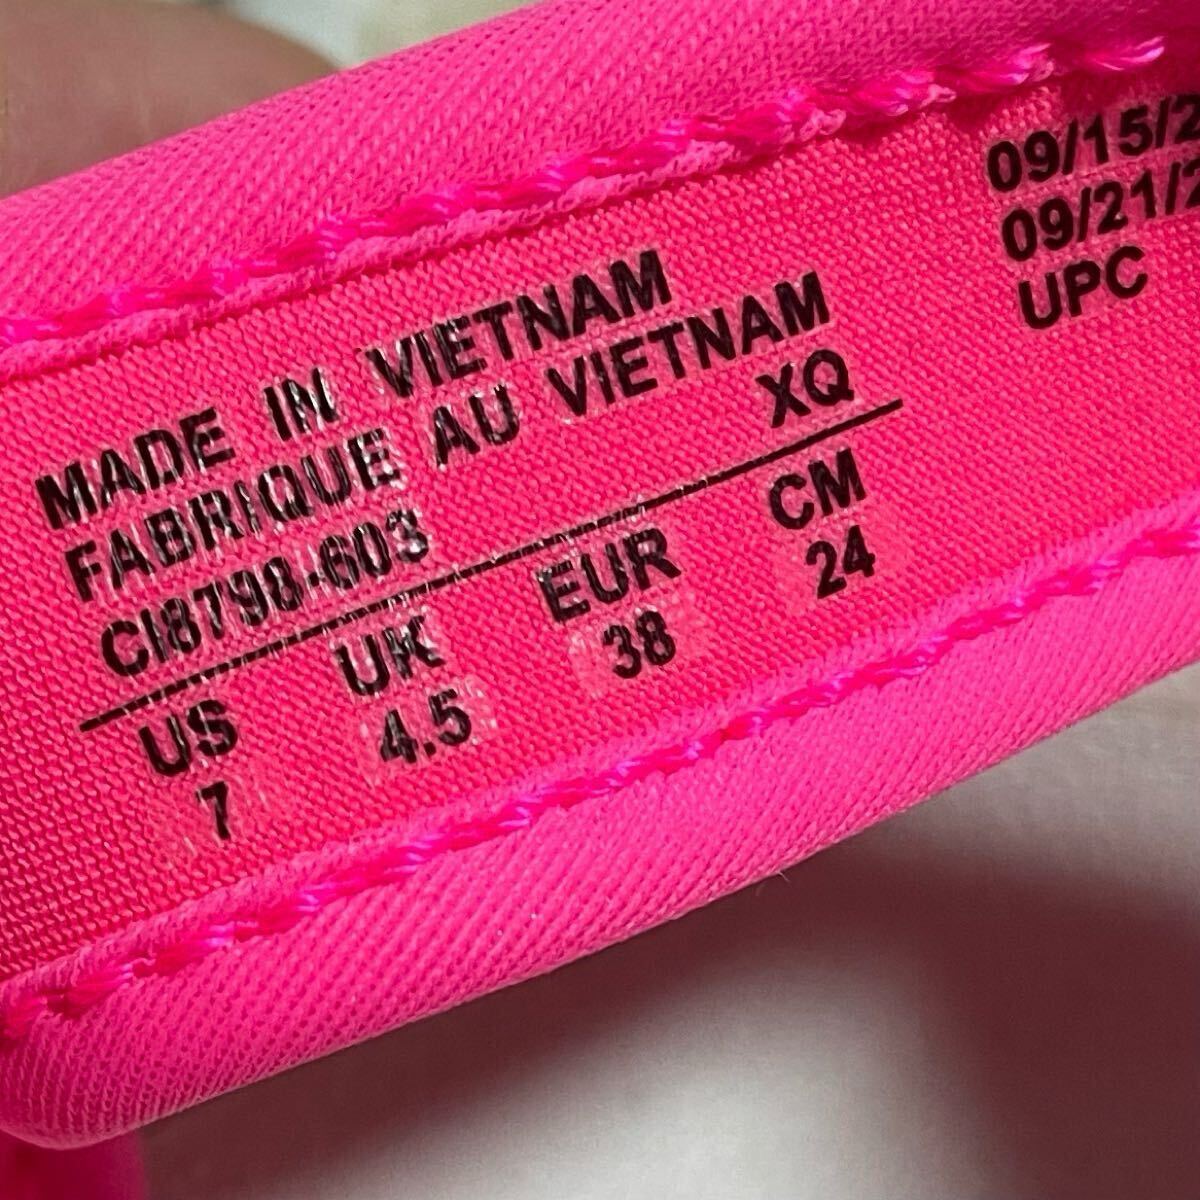 MADE IN VIETNAM
FABRIQUE AU VIETNAM
CI8798-603 XQ
US UK EUR CM
7 4.5 38 24
09/15/2
09/21/2
UPC